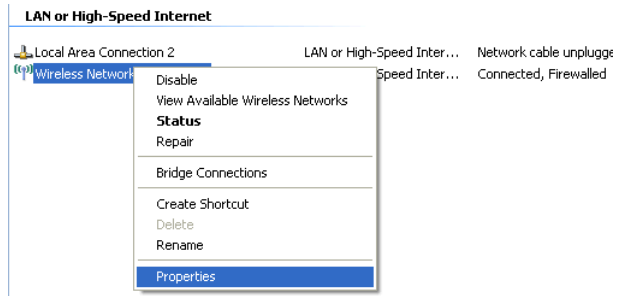 LAN or High-Speed Internet
Local Area Connection 2 LAN or High-Speed Inter... Network cable
Wireless Network Speed Inter... Connected, Firewalled
Disable
View Available Wireless Networks
Status
Repair
Bridge Connections
Create Shortcut
Delete
Rename
Properties